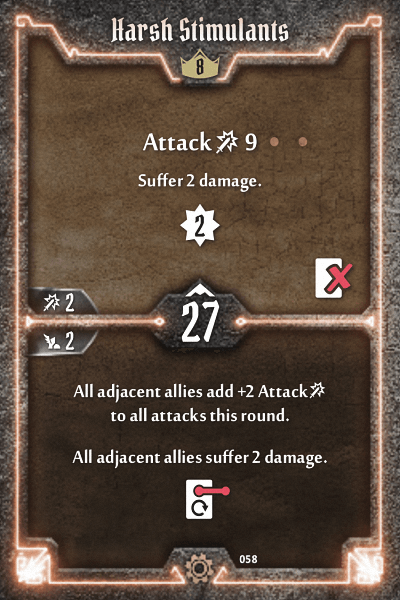 Harsh Stimulants
8
Attack 9
Suffer 2 damage.
2
2
27
2
All adjacent allies add +2 Attack
to all attacks this round.
All adjacent allies suffer 2 damage.
058